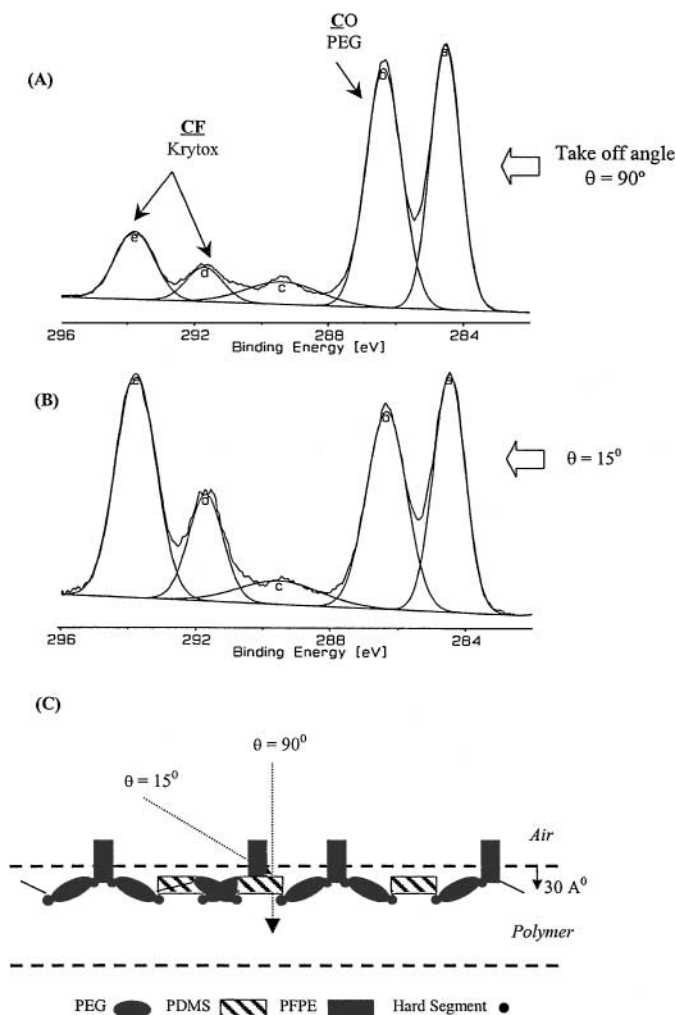 (A)
CO
PEG
CF
Krytox
a
b
c
d
e
Take off angle
θ = 90°
296 292 288 284
Binding Energy [eV]
(B)
a
b
c
d
e
θ = 15⁰
296 292 288 284
Binding Energy [eV]
(C)
θ = 90⁰
θ = 15⁰
Air
30 A⁰
Polymer
PEG PDMS PFPE Hard Segment